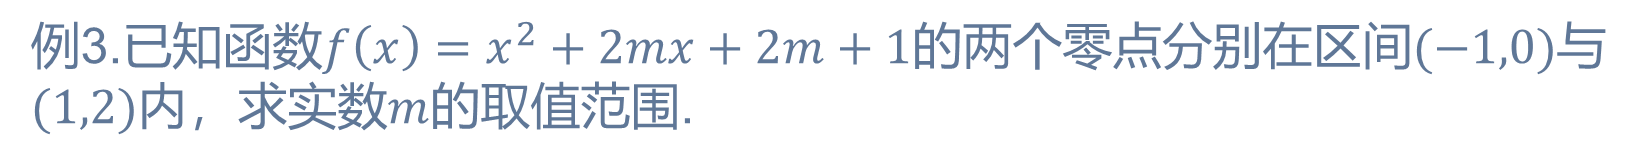 例3.已知函数f(x) = x² + 2mx + 2m + 1的两个零点分别在区间(−1,0)与
(1,2)内，求实数m的取值范围.